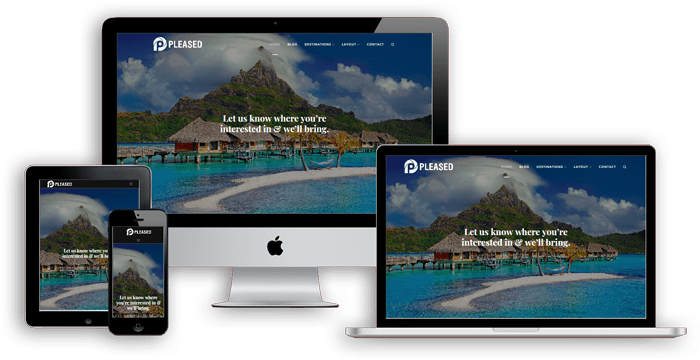 PLEASED
HOME BLOG DESTINATIONS LAYOUT CONTACT
Let us know where you're
interested in & we'll bring.
PLEASED
HOME BLOG DESTINATIONS LAYOUT CONTACT
Let us know where you're
interested in & we'll bring.
PLEASED
Let us know where you're
interested in & we'll bring.
PLEASED
Let us know where
you're interested in &
we'll bring.